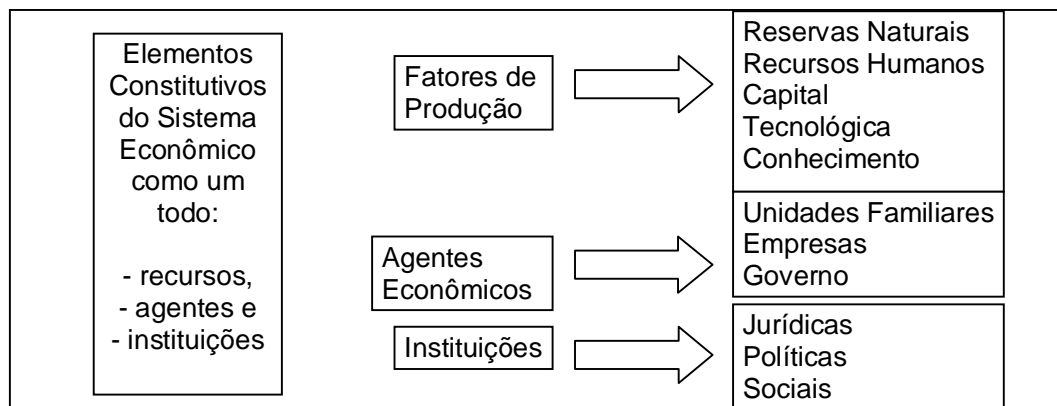 Elementos
Constitutivos
do Sistema
Econômico
como um
todo:
- recursos,
- agentes e
- instituições
Fatores de
Produção
Reservas Naturais
Recursos Humanos
Capital
Tecnológica
Conhecimento
Agentes
Econômicos
Unidades Familiares
Empresas
Governo
Instituições
Jurídicas
Políticas
Sociais